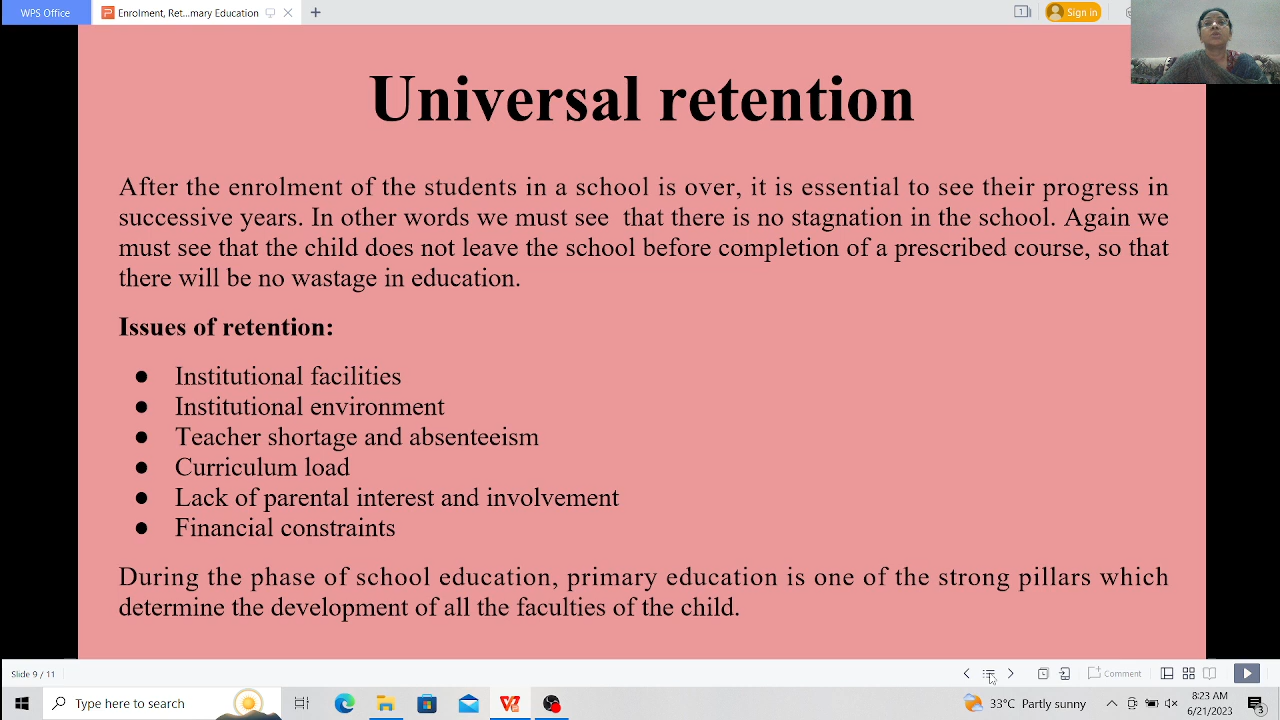 WPS Office
Enrolment, Ret...mary Education
Sign in
Universal retention
After the enrolment of the students in a school is over, it is essential to see their progress in
successive years. In other words we must see that there is no stagnation in the school. Again we
must see that the child does not leave the school before completion of a prescribed course, so that
there will be no wastage in education.
Issues of retention:
● Institutional facilities
● Institutional environment
● Teacher shortage and absenteeism
● Curriculum load
● Lack of parental interest and involvement
● Financial constraints
During the phase of school education, primary education is one of the strong pillars which
determine the development of all the faculties of the child.
Slide 9 / 11
Comment
Type here to search
33°C Partly sunny
8:23 AM
6/21/2023
3